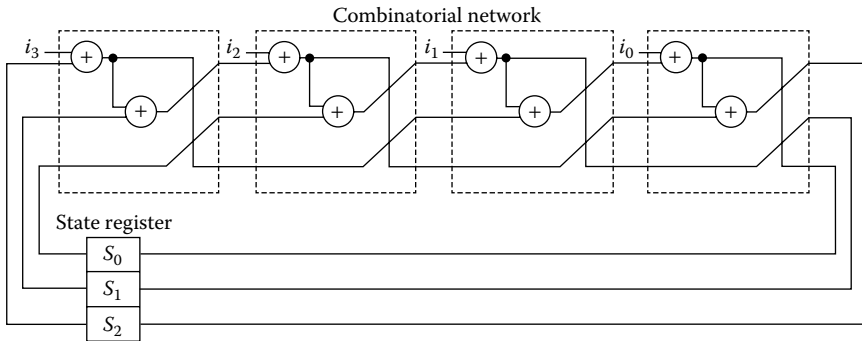 Combinatorial network
i₃ + + i₂ + + i₁ + + i₀ + +
State register
S₀
S₁
S₂